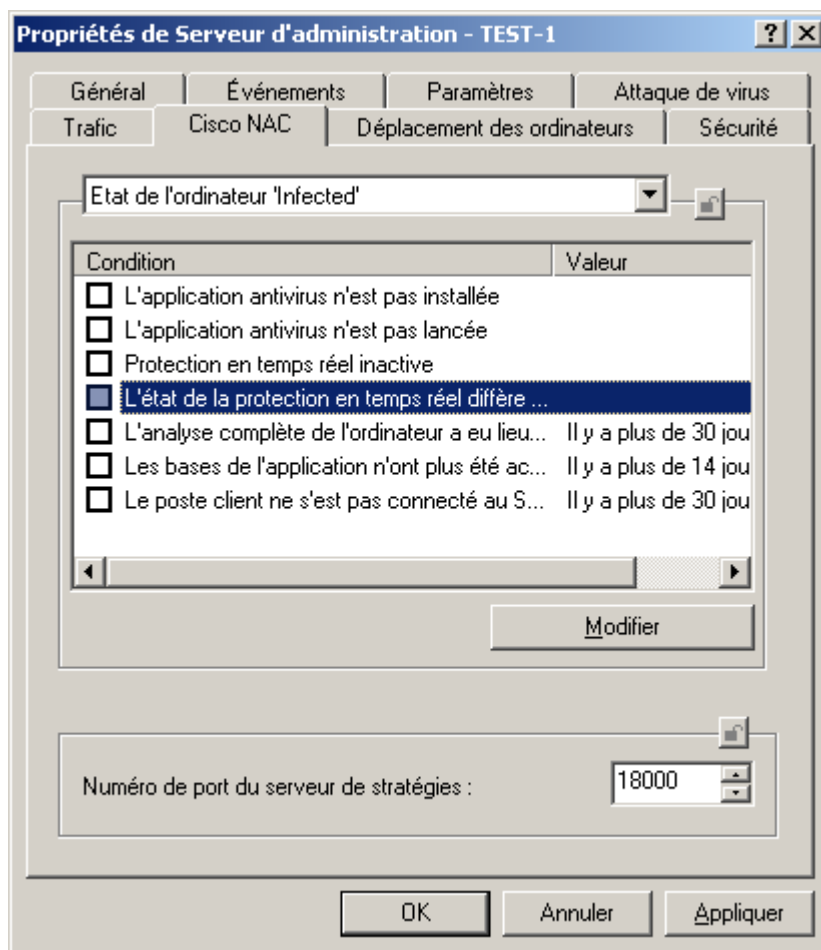 Propriétés de Serveur d'administration - TEST-1
Général Événements Paramètres Attaque de virus
Trafic Cisco NAC Déplacement des ordinateurs Sécurité
Etat de l'ordinateur 'Infected'
Condition Valeur
L'application antivirus n'est pas installée
L'application antivirus n'est pas lancée
Protection en temps réel inactive
L'état de la protection en temps réel diffère ...
L'analyse complète de l'ordinateur a eu lieu... Il y a plus de 30 jou
Les bases de l'application n'ont plus été ac... Il y a plus de 14 jou
Le poste client ne s'est pas connecté au S... Il y a plus de 30 jou
Modifier
Numéro de port du serveur de stratégies : 18000
OK Annuler Appliquer